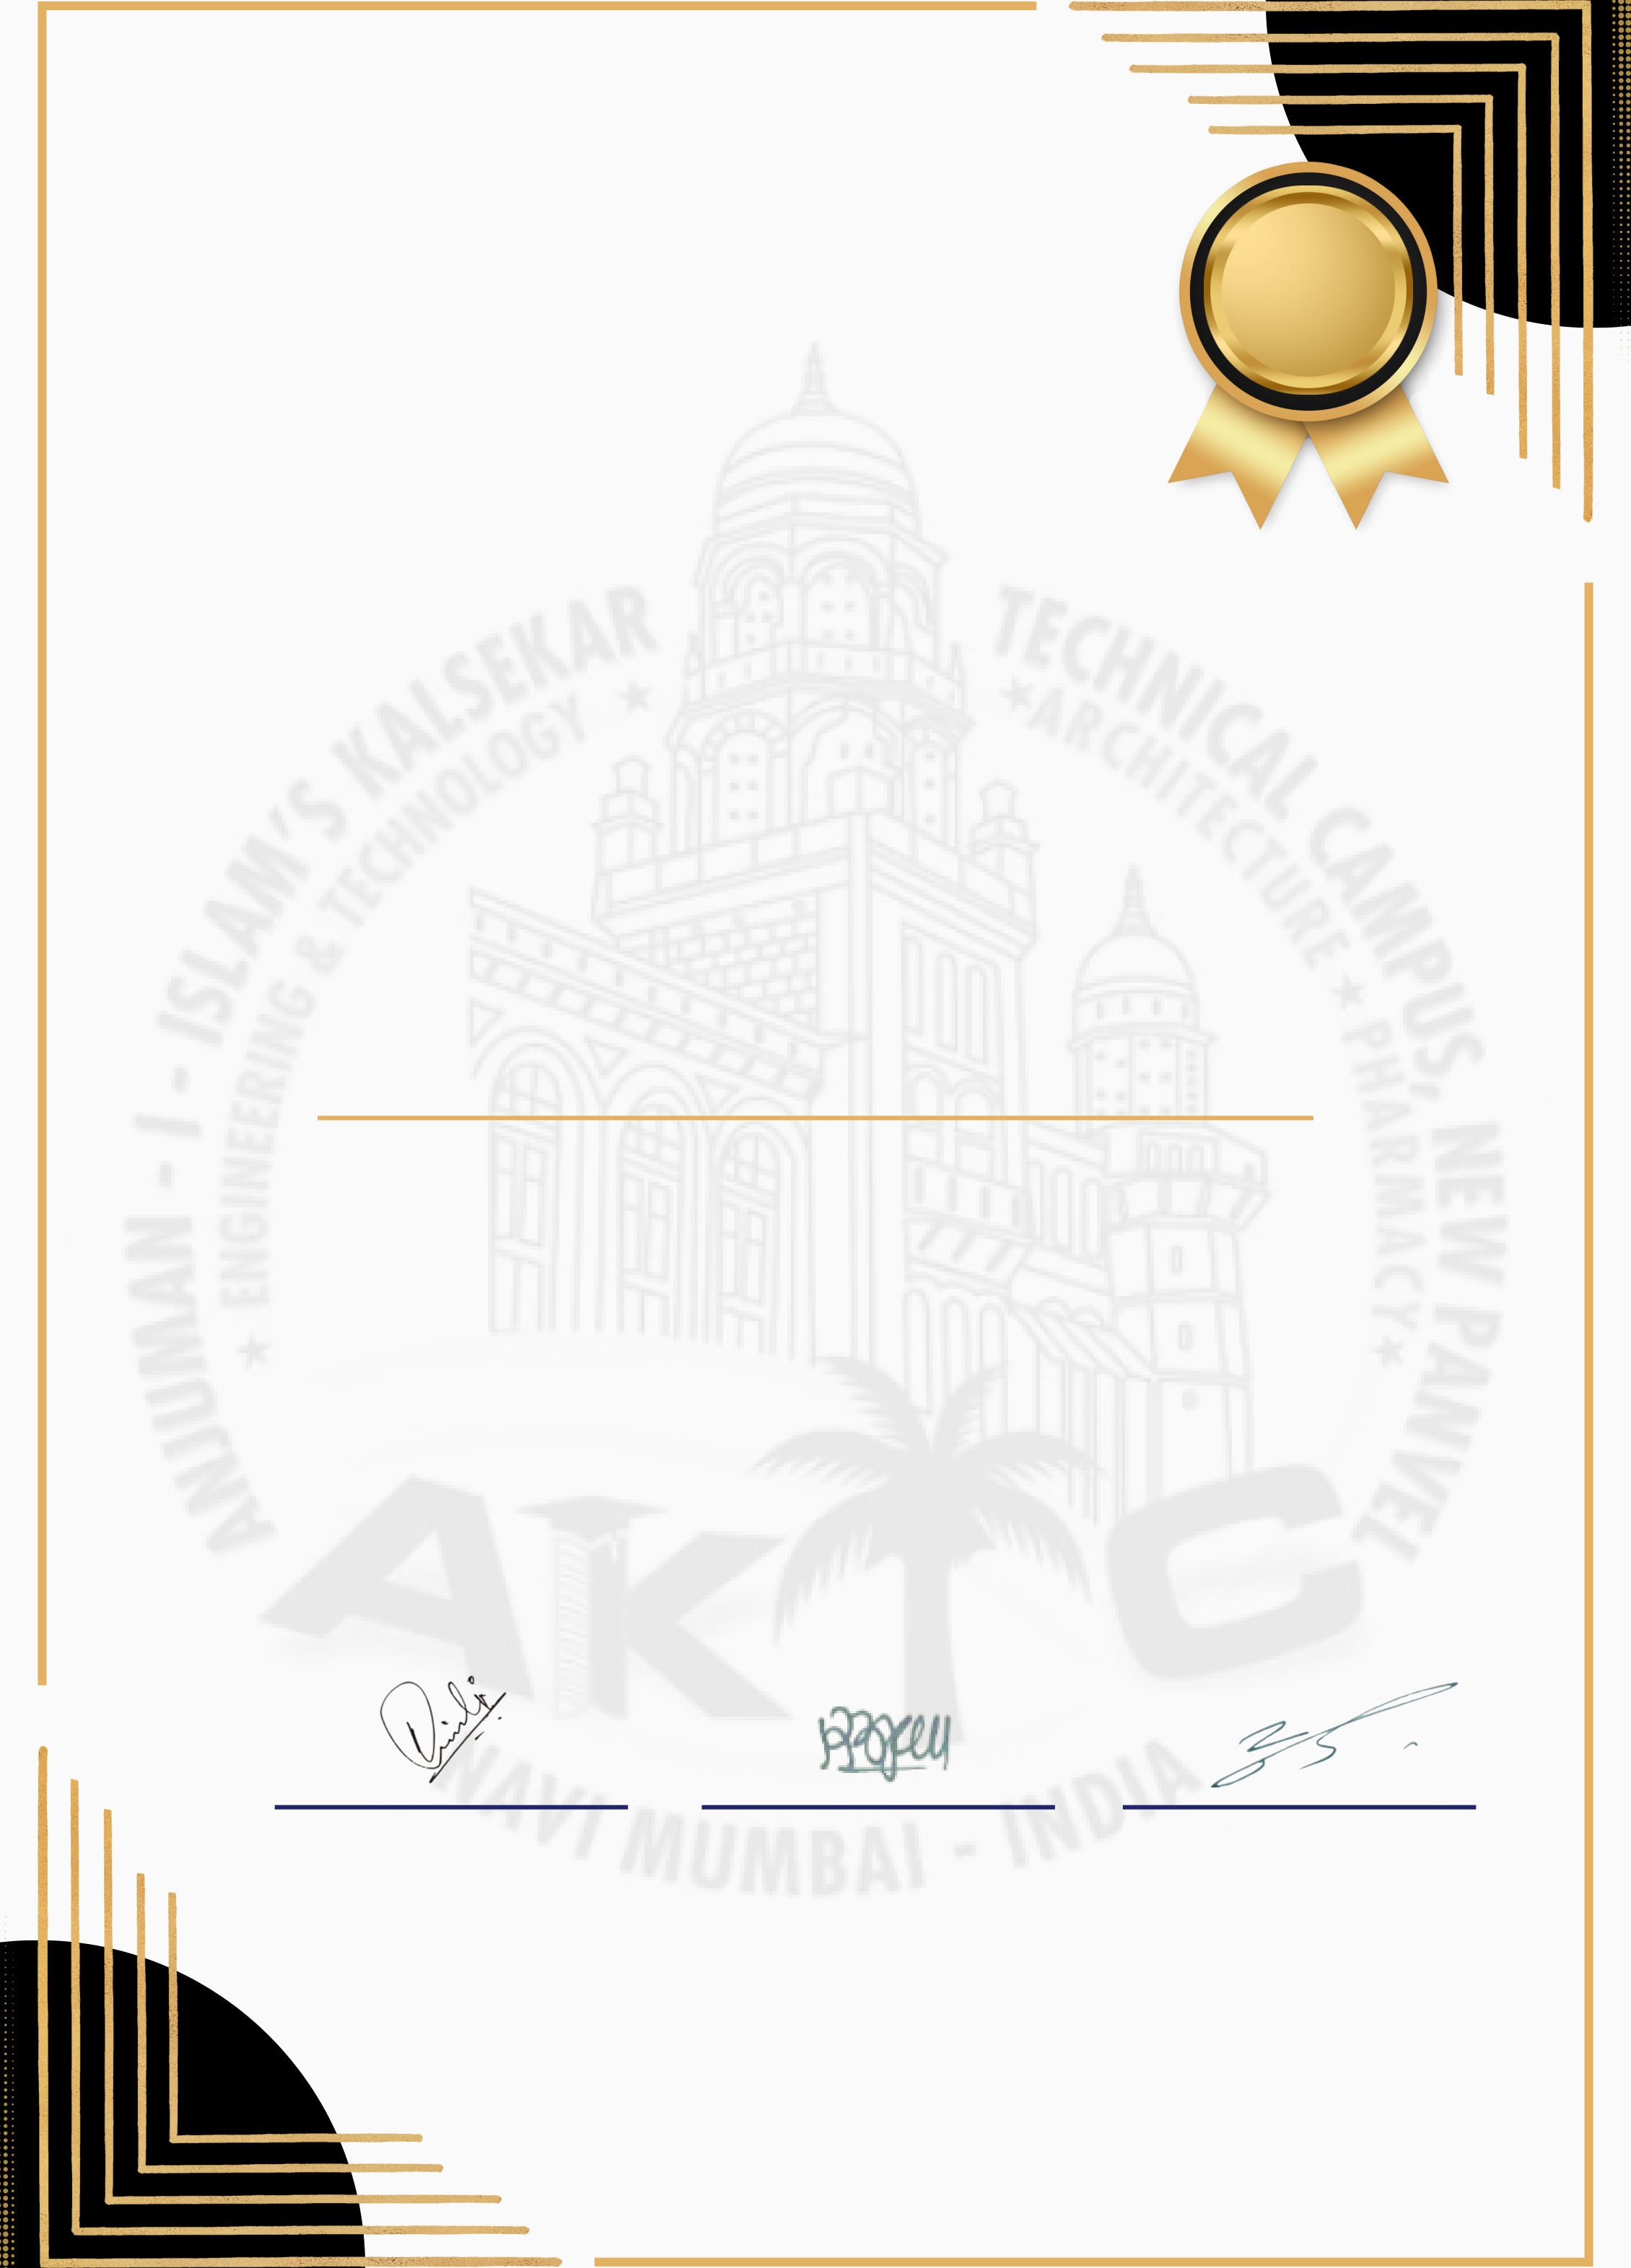 ANJUMAN - I - ISLAM'S KALSEKAR TECHNICAL CAMPUS, NEW PANVEL
★ ENGINEERING & TECHNOLOGY ★ ★ARCHITECTURE ★ PHARMACY★
AKTC
NAVI MUMBAI - INDIA